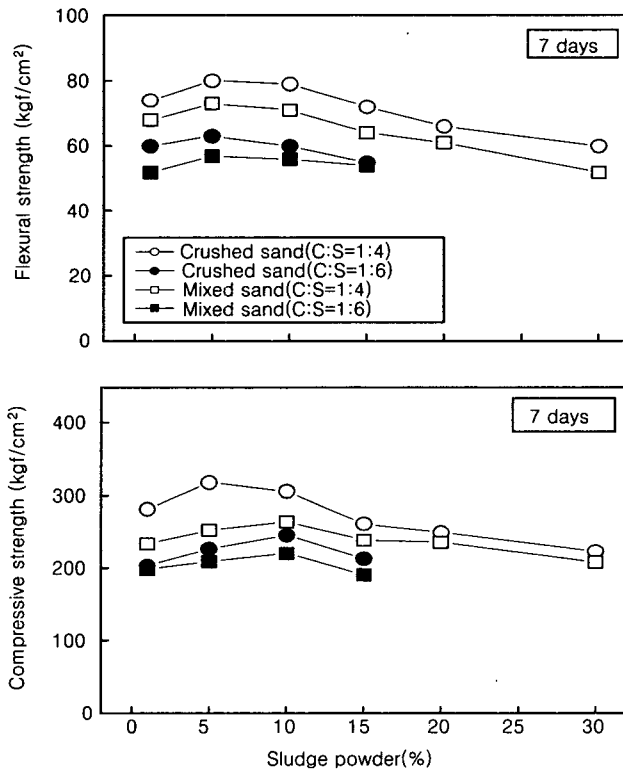 7 days
Flexural strength (kgf/cm²)
100
80
60
40
20
0
Crushed sand(C:S=1:4)
Crushed sand(C:S=1:6)
Mixed sand(C:S=1:4)
Mixed sand(C:S=1:6)
7 days
Compressive strength (kgf/cm²)
400
300
200
100
0
0 5 10 15 20 25 30
Sludge powder(%)